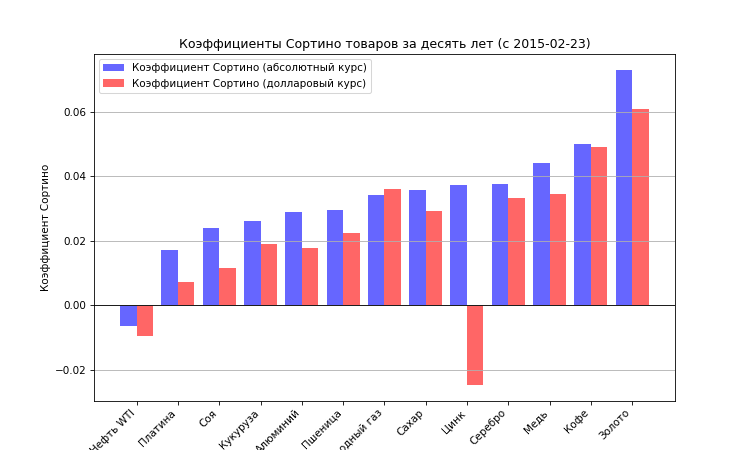 Коэффициенты Сортино товаров за десять лет (с 2015-02-23)
Коэффициент Сортино (абсолютный курс)
Коэффициент Сортино (долларовый курс)
Коэффициент Сортино
0.06
0.04
0.02
0.00
−0.02
Нефть WTI
Платина
Соя
Кукуруза
Алюминий
Пшеница
одный газ
Сахар
Цинк
Серебро
Медь
Кофе
Золото